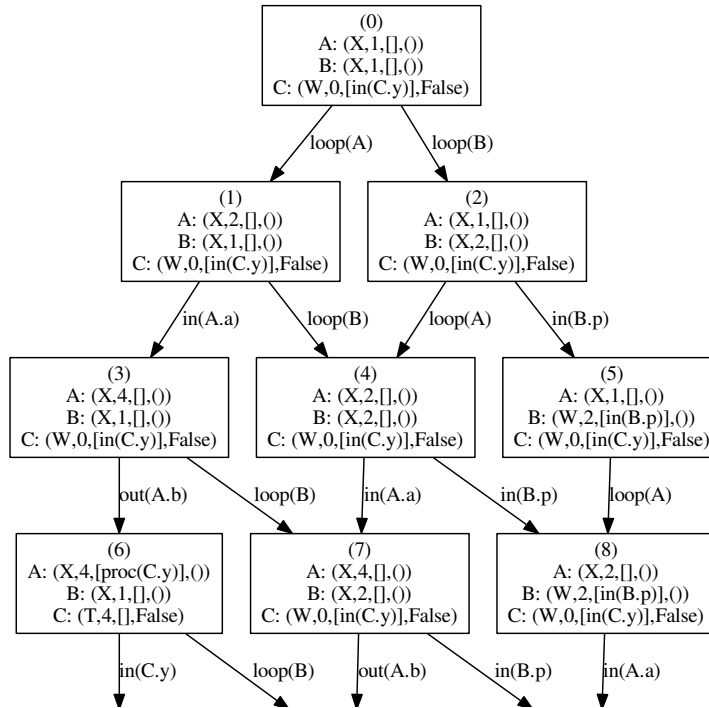 (0)
A: (X,1,[],())
B: (X,1,[],())
C: (W,0,[in(C.y)],False)
loop(A)
loop(B)
(1)
A: (X,2,[],())
B: (X,1,[],())
C: (W,0,[in(C.y)],False)
(2)
A: (X,1,[],())
B: (X,2,[],())
C: (W,0,[in(C.y)],False)
in(A.a)
loop(B)
loop(A)
in(B.p)
(3)
A: (X,4,[],())
B: (X,1,[],())
C: (W,0,[in(C.y)],False)
(4)
A: (X,2,[],())
B: (X,2,[],())
C: (W,0,[in(C.y)],False)
(5)
A: (X,1,[],())
B: (W,2,[in(B.p)],())
C: (W,0,[in(C.y)],False)
out(A.b)
loop(B)
in(A.a)
in(B.p)
loop(A)
(6)
A: (X,4,[proc(C.y)],())
B: (X,1,[],())
C: (T,4,[],False)
(7)
A: (X,4,[],())
B: (X,2,[],())
C: (W,0,[in(C.y)],False)
(8)
A: (X,2,[],())
B: (W,2,[in(B.p)],())
C: (W,0,[in(C.y)],False)
in(C.y)
loop(B)
out(A.b)
in(B.p)
in(A.a)